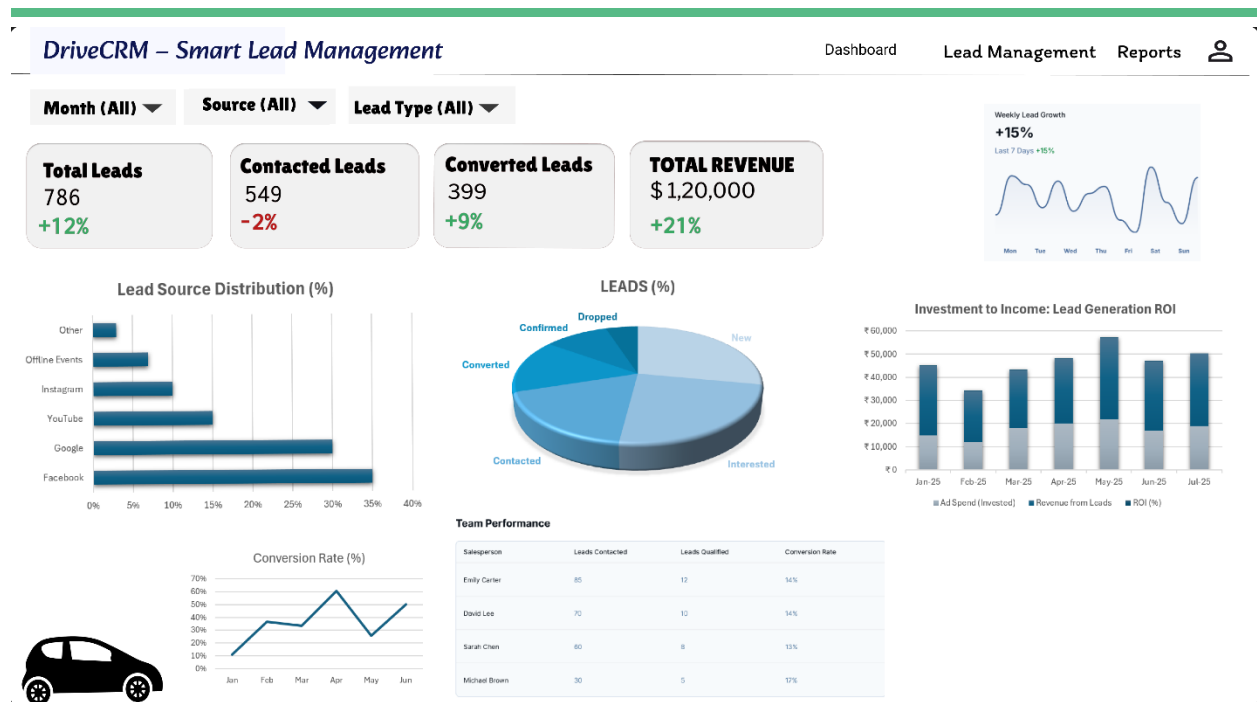 DriveCRM – Smart Lead Management
Dashboard
Lead Management
Reports
Month (All)
Source (All)
Lead Type (All)
Total Leads
786
+12%
Contacted Leads
549
-2%
Converted Leads
399
+9%
TOTAL REVENUE
$1,20,000
+21%
Weekly Lead Growth
+15%
Last 7 Days +15%
Mon Tue Wed Thu Fri Sat Sun
Lead Source Distribution (%)
Other
Offline Events
Instagram
YouTube
Google
Facebook
0% 5% 10% 15% 20% 25% 30% 35% 40%
LEADS (%)
Dropped
Confirmed
New
Converted
Contacted
Interested
Investment to Income: Lead Generation ROI
₹60,000
₹50,000
₹40,000
₹30,000
₹20,000
₹10,000
₹0
Jan-25 Feb-25 Mar-25 Apr-25 May-25 Jun-25 Jul-25
Ad Spend (Invested) Revenue from Leads ROI (%)
Conversion Rate (%)
70%
60%
50%
40%
30%
20%
10%
0%
Jan Feb Mar Apr May Jun
Team Performance
Salesperson Leads Contacted Leads Qualified Conversion Rate
Emily Carter 85 12 14%
David Lee 70 10 14%
Sarah Chen 60 8 13%
Michael Brown 30 5 17%